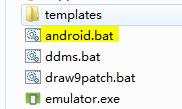 templates
android.bat
ddms.bat
draw9patch.bat
emulator.exe